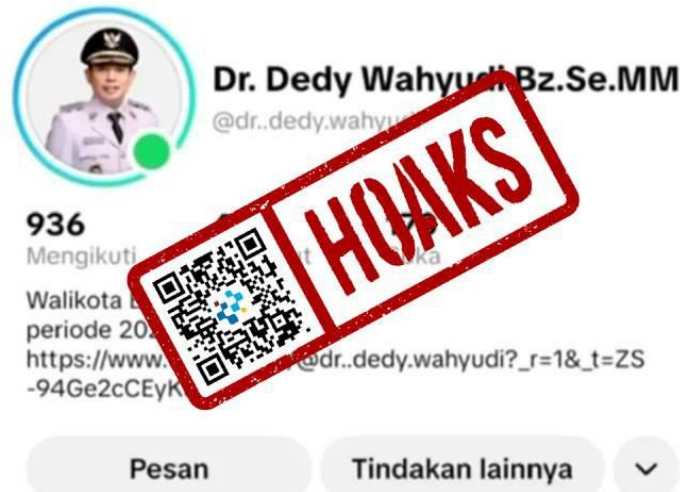 Dr. Dedy Wahyudi Bz.Se.MM
@dr..dedy.wahyu
HOAKS
936
Mengikuti
Walikota
periode
https://www.
@dr..dedy.wahyudi?_r=1&_t=ZS
-94Ge2cCEyK
Pesan
Tindakan lainnya